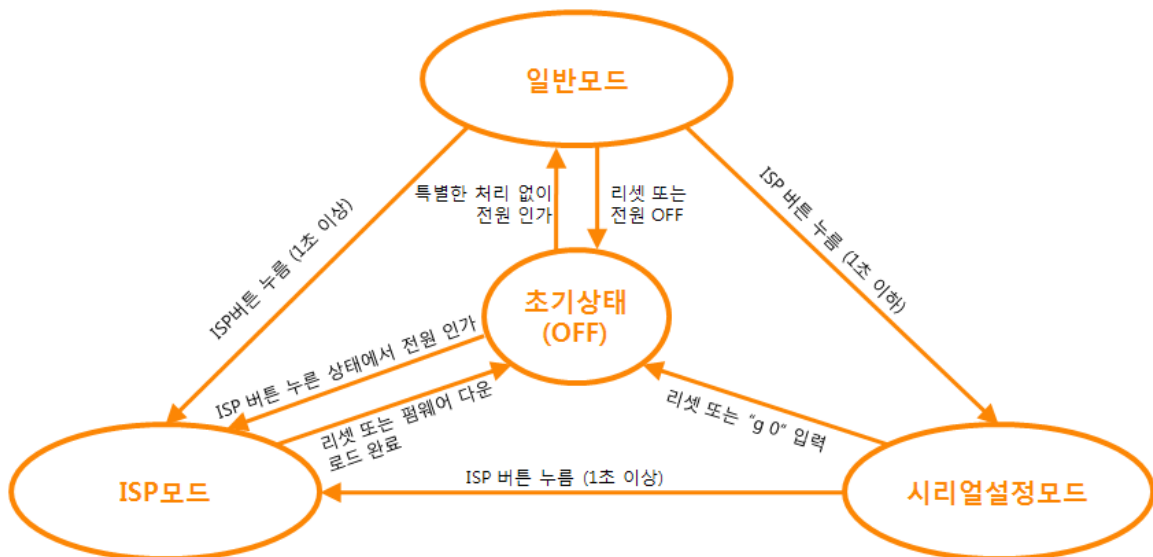 일반모드
특별한 처리 없이
전원 인가
리셋 또는
전원 OFF
ISP버튼 누름 (1초 이상)
ISP 버튼 누름 (1초 이하)
초기상태
(OFF)
ISP 버튼 누른 상태에서 전원 인가
리셋 또는 펌웨어 다운
로드 완료
리셋 또는 “g 0” 입력
ISP 버튼 누름 (1초 이상)
ISP모드
시리얼설정모드